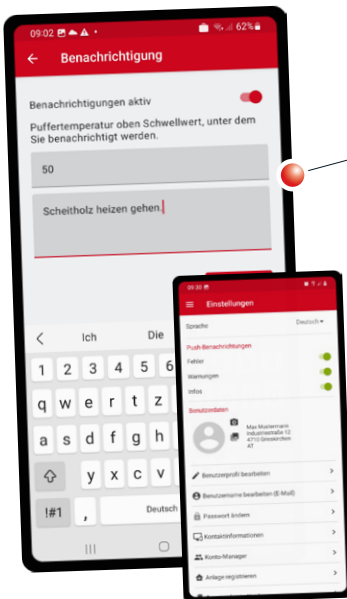 09:02 62%
Benachrichtigung
Benachrichtigungen aktiv
Puffertemperatur oben Schwellwert, unter dem
Sie benachrichtigt werden.
50
Scheitholz heizen gehen.
Ich Die
1 2 3 4 5 6
q w e r t z
a s d f g h
y x c v
!#1 , Deutsch
09:30
Einstellungen
Sprache Deutsch
Push-Benachrichtigungen
Fehler
Warnungen
Infos
Benutzerdaten
Max Mustermann
Industriestraße 12
4710 Grieskirchen
AT
Benutzerprofil bearbeiten
Benutzername bearbeiten (E-Mail)
Passwort ändern
Kontaktinformationen
Konto-Manager
Anlage registrieren